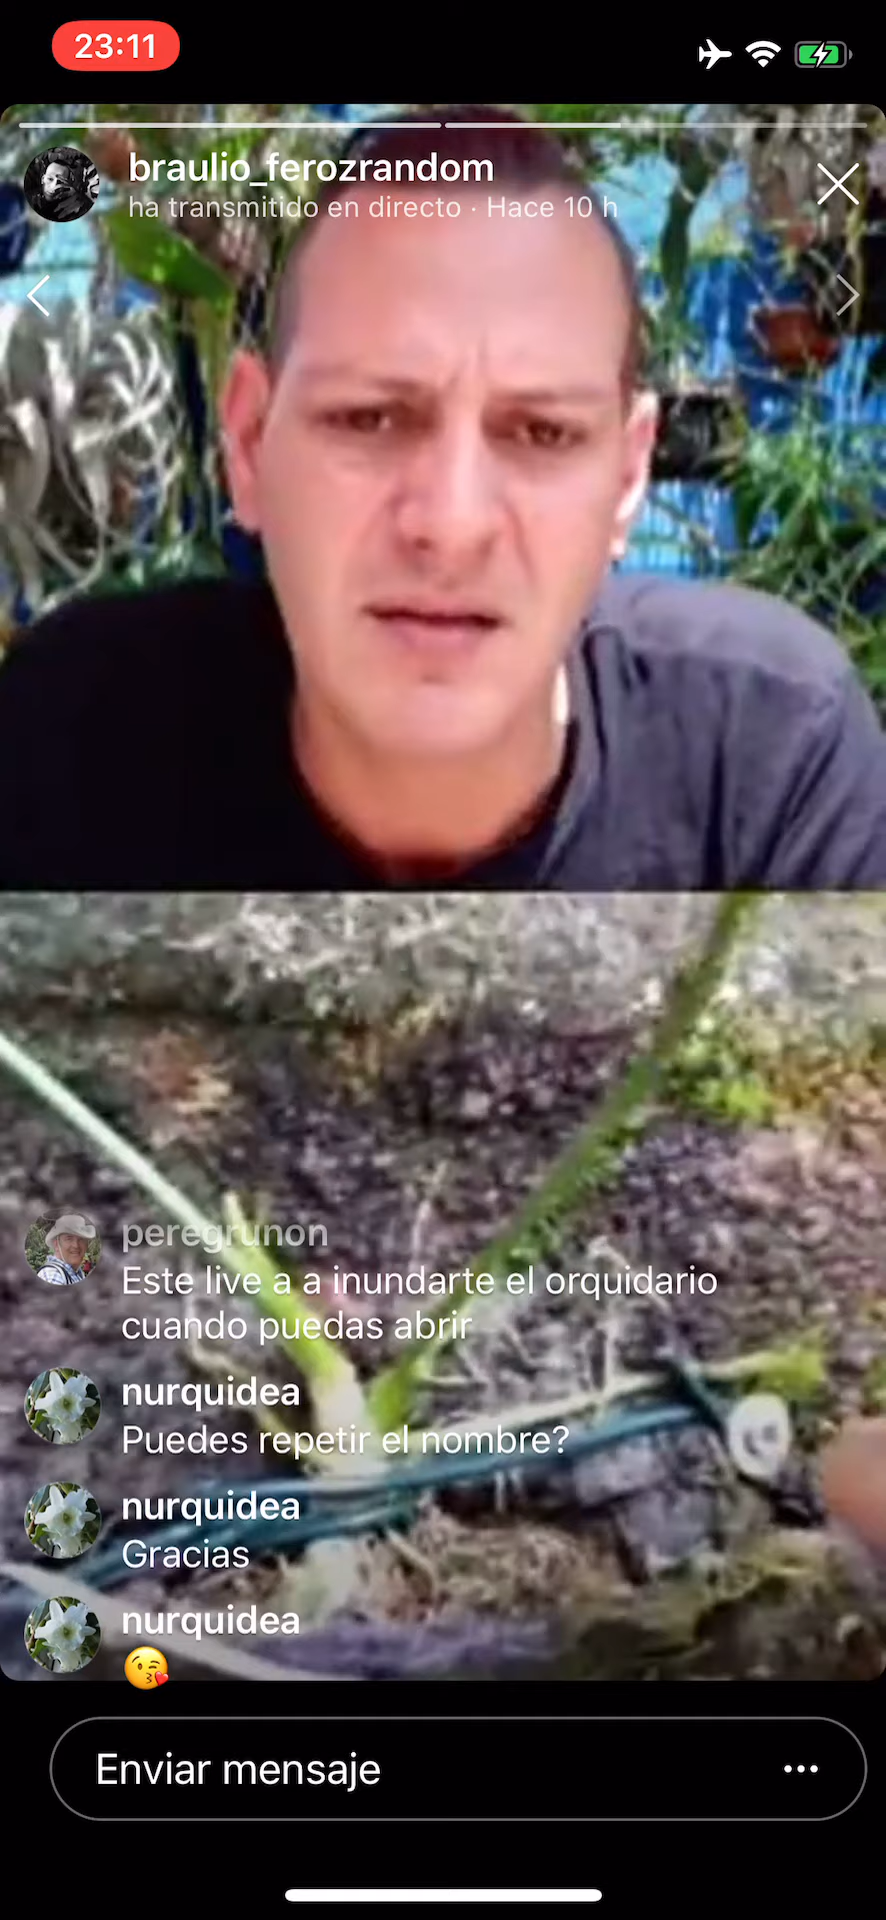 23:11
braulio_ferozrandom
ha transmitido en directo · Hace 10 h
peregrunon
Este live a a inundarte el orquidario
cuando puedas abrir
nurquidea
Puedes repetir el nombre?
nurquidea
Gracias
nurquidea
😘
Enviar mensaje